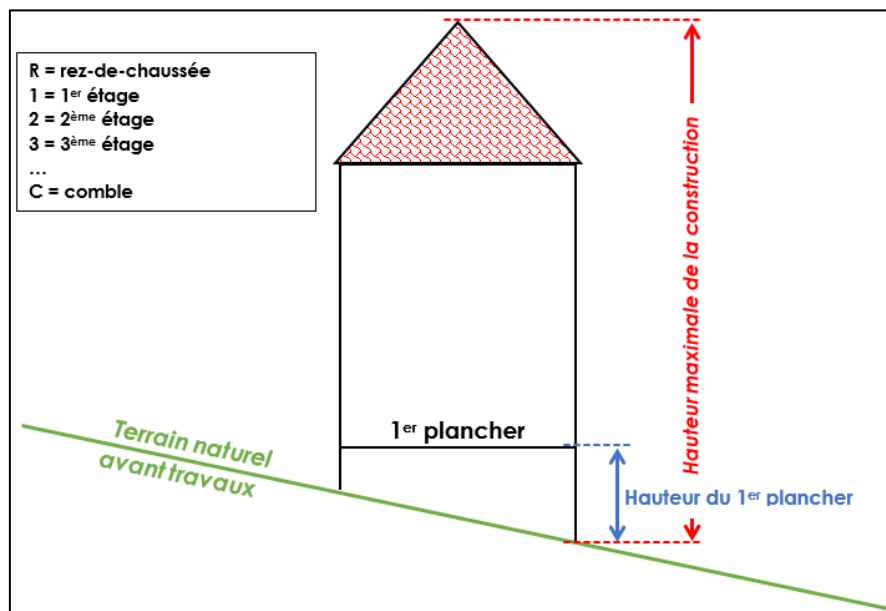 R = rez-de-chaussée
1 = 1er étage
2 = 2ème étage
3 = 3ème étage
...
C = comble
Hauteur maximale de la construction
Terrain naturel
avant travaux
1er plancher
Hauteur du 1er plancher